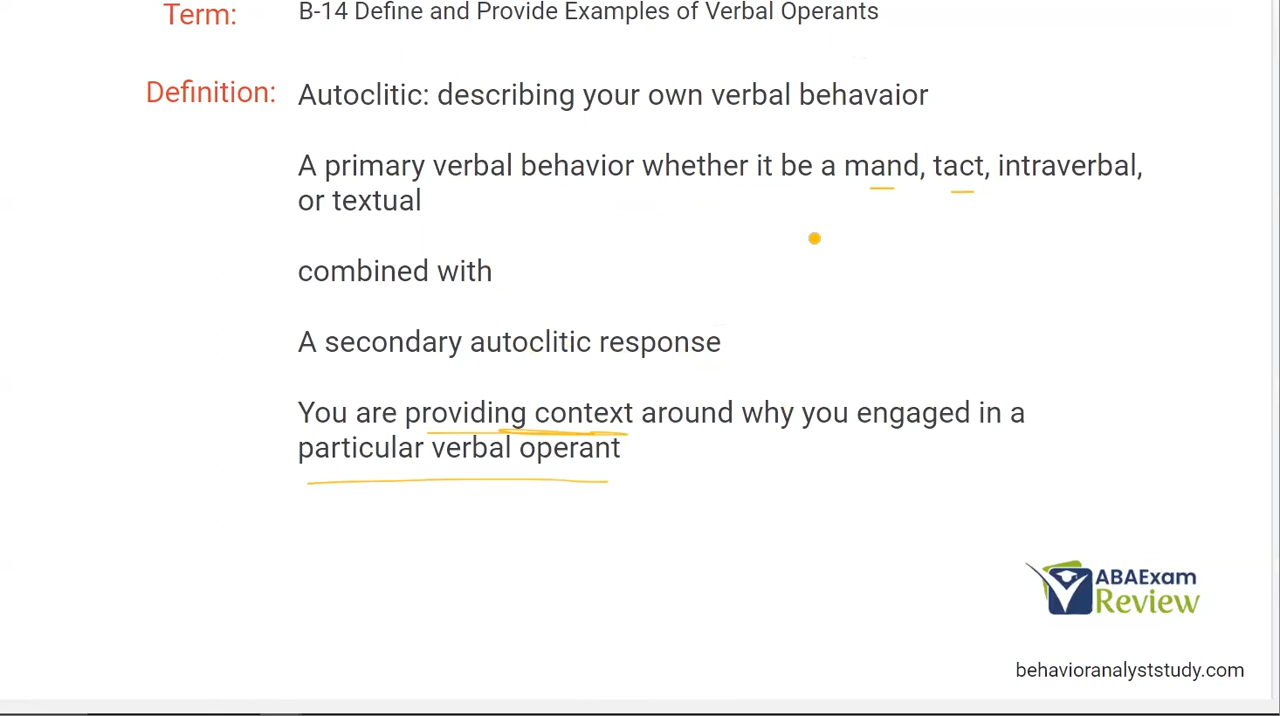 Term: B-14 Define and Provide Examples of Verbal Operants
Definition: Autoclitic: describing your own verbal behavaior
A primary verbal behavior whether it be a mand, tact, intraverbal,
or textual
combined with
A secondary autoclitic response
You are providing context around why you engaged in a
particular verbal operant
ABAExam
Review
behavioranalyststudy.com